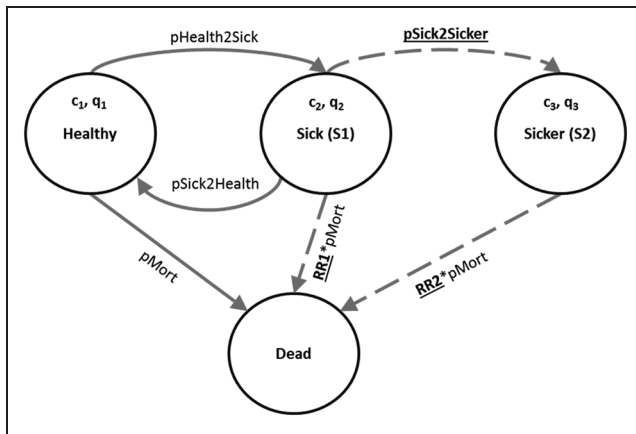 pHealth2Sick
pSick2Sicker
c₁, q₁
Healthy
c₂, q₂
Sick (S1)
c₃, q₃
Sicker (S2)
pSick2Health
pMort
RR1*pMort
RR2*pMort
Dead